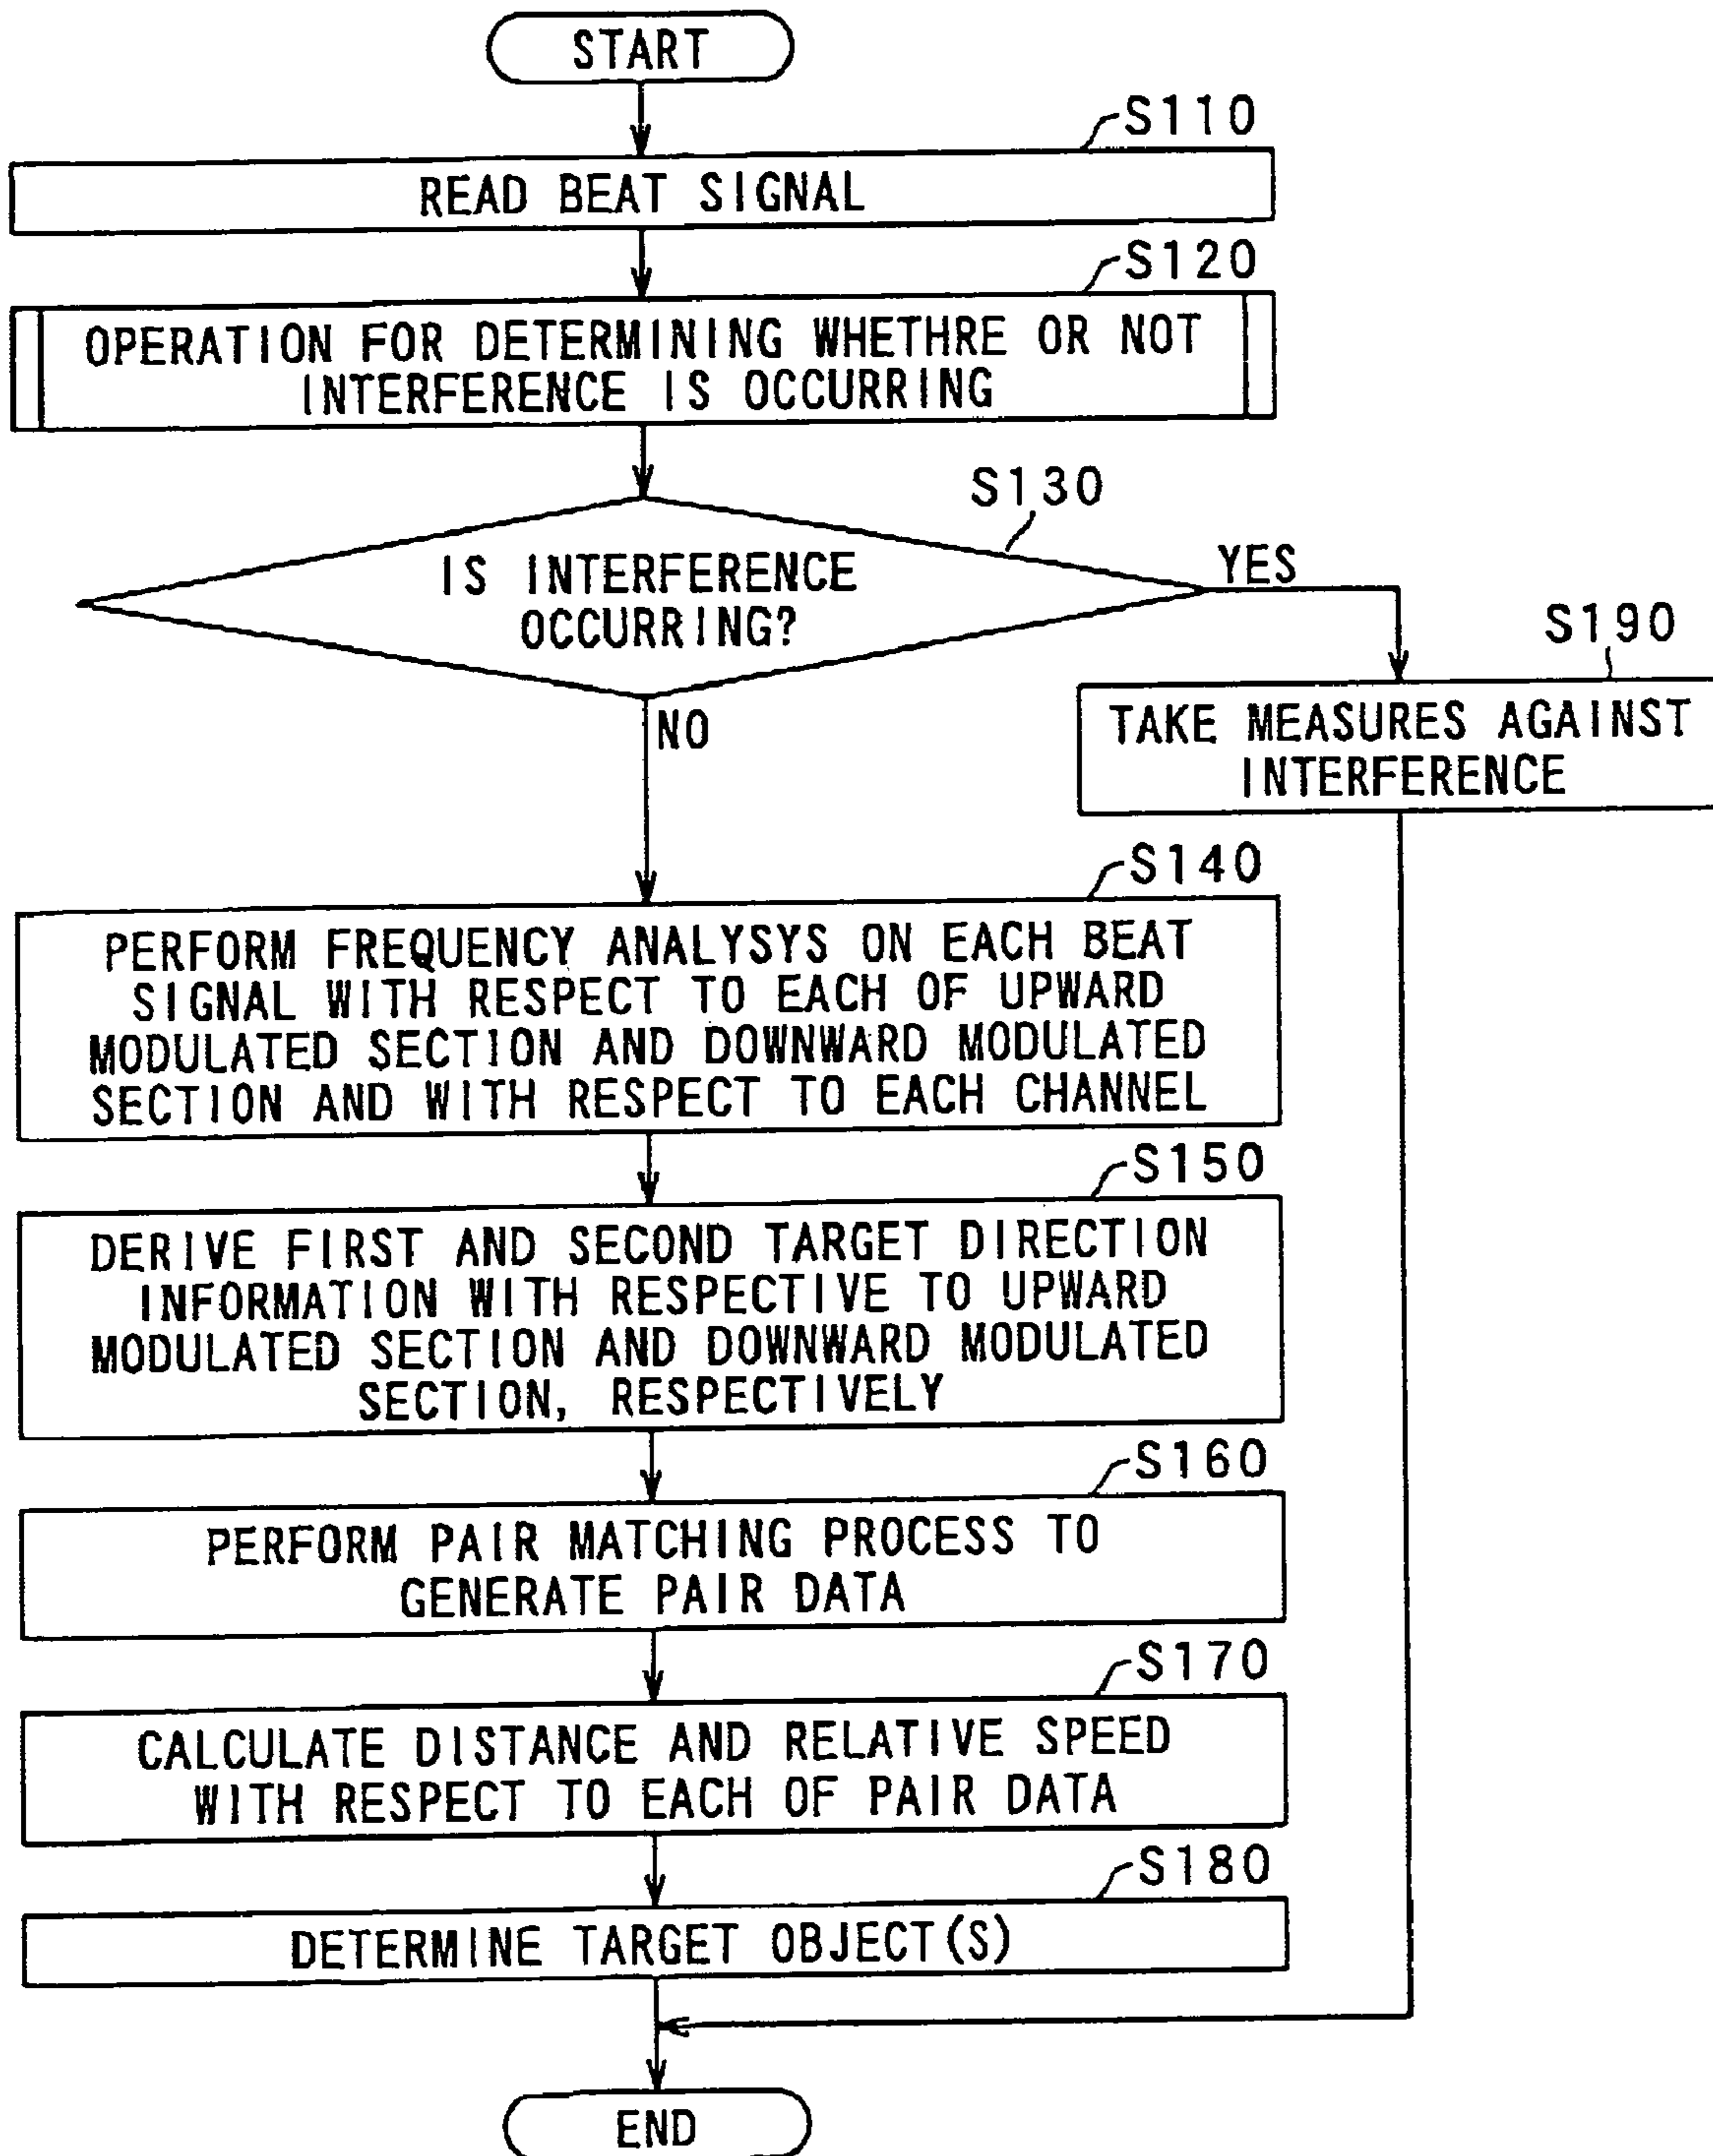 START
S110
READ BEAT SIGNAL
S120
OPERATION FOR DETERMINING WHETHRE OR NOT
INTERFERENCE IS OCCURRING
S130
IS INTERFERENCE
OCCURRING?
YES
NO
S190
TAKE MEASURES AGAINST
INTERFERENCE
S140
PERFORM FREQUENCY ANALYSYS ON EACH BEAT
SIGNAL WITH RESPECT TO EACH OF UPWARD
MODULATED SECTION AND DOWNWARD MODULATED
SECTION AND WITH RESPECT TO EACH CHANNEL
S150
DERIVE FIRST AND SECOND TARGET DIRECTION
INFORMATION WITH RESPECTIVE TO UPWARD
MODULATED SECTION AND DOWNWARD MODULATED
SECTION, RESPECTIVELY
S160
PERFORM PAIR MATCHING PROCESS TO
GENERATE PAIR DATA
S170
CALCULATE DISTANCE AND RELATIVE SPEED
WITH RESPECT TO EACH OF PAIR DATA
S180
DETERMINE TARGET OBJECT(S)
END